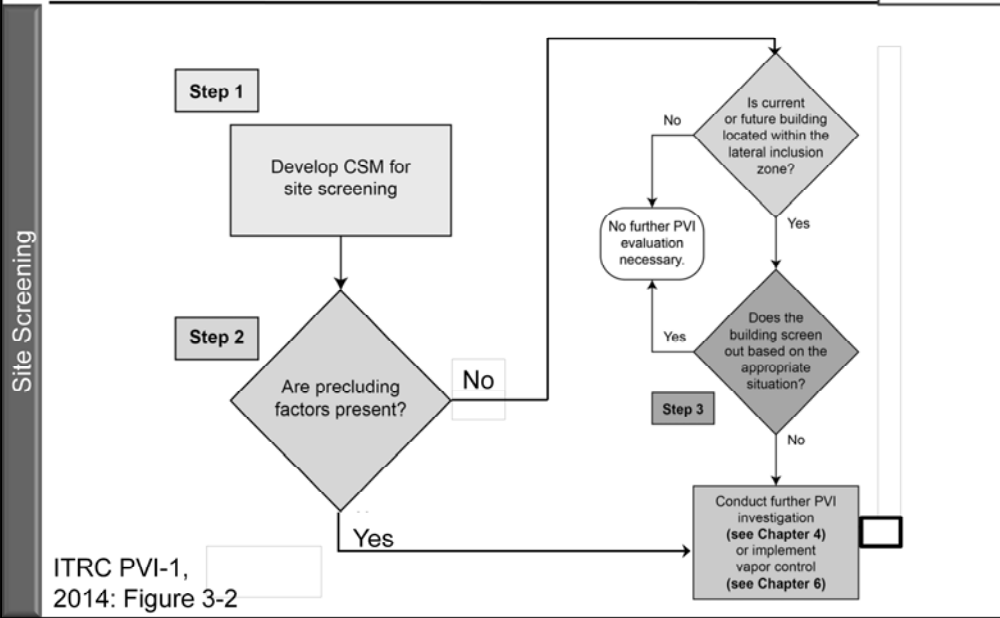 Site Screening
Step 1
Develop CSM for
site screening
Step 2
Are precluding
factors present?
No
Yes
Is current
or future building
located within the
lateral inclusion
zone?
No
Yes
No further PVI
evaluation
necessary.
Does the
building screen
out based on the
appropriate
situation?
Yes
Step 3
No
Conduct further PVI
investigation
(see Chapter 4)
or implement
vapor control
(see Chapter 6)
ITRC PVI-1,
2014: Figure 3-2